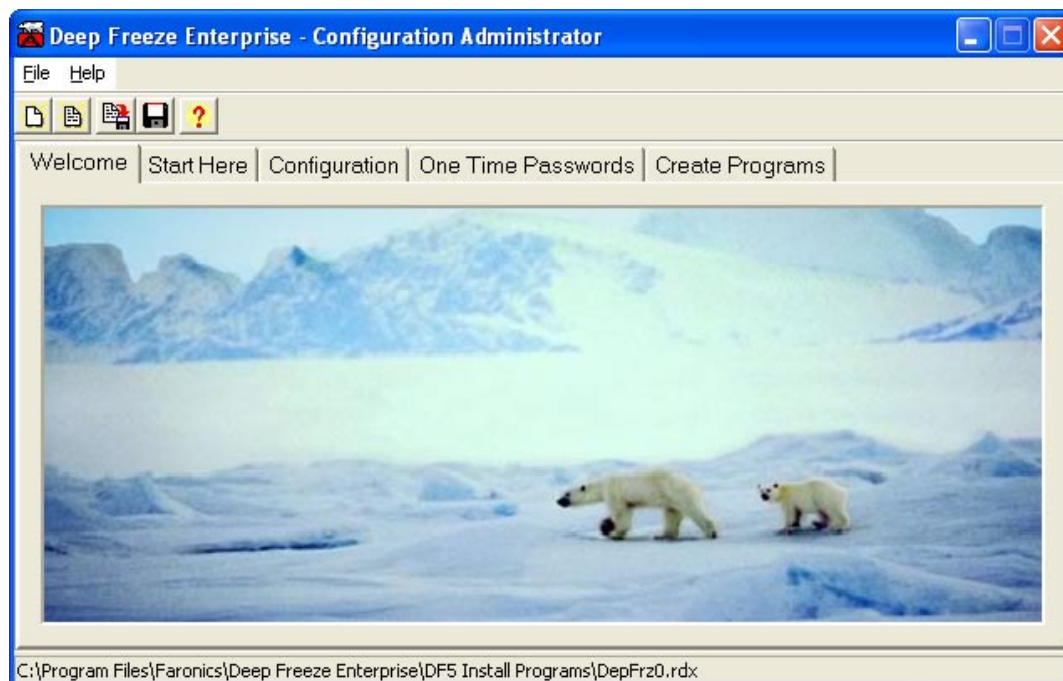 Deep Freeze Enterprise - Configuration Administrator
File Help
?
Welcome Start Here Configuration One Time Passwords Create Programs
C:\Program Files\Faronics\Deep Freeze Enterprise\DF5 Install Programs\DepFrz0.rdx